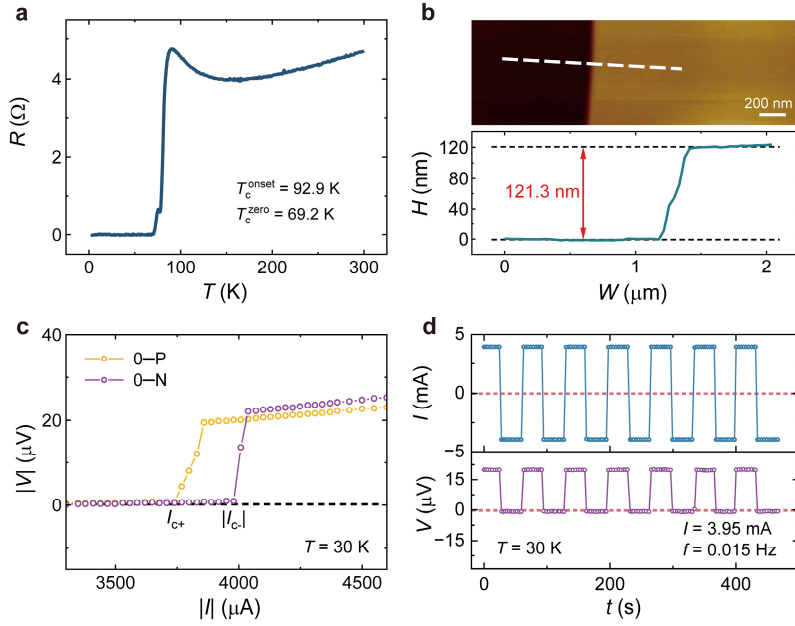 a
R (Ω)
8
4
0
T_c^onset = 92.9 K
T_c^zero = 69.2 K
0 100 200 300
T (K)
b
200 nm
H (nm)
120
80
40
0
121.3 nm
0 1 2
W (μm)
c
|V| (μV)
40
20
0
0–P
0–N
I_c+ |I_c-|
T = 30 K
3500 4000 4500
|I| (μA)
d
I (mA)
5
0
−5
V (μV)
15
0
−15
I = 3.95 mA
T = 30 K f = 0.015 Hz
0 200 400
t (s)